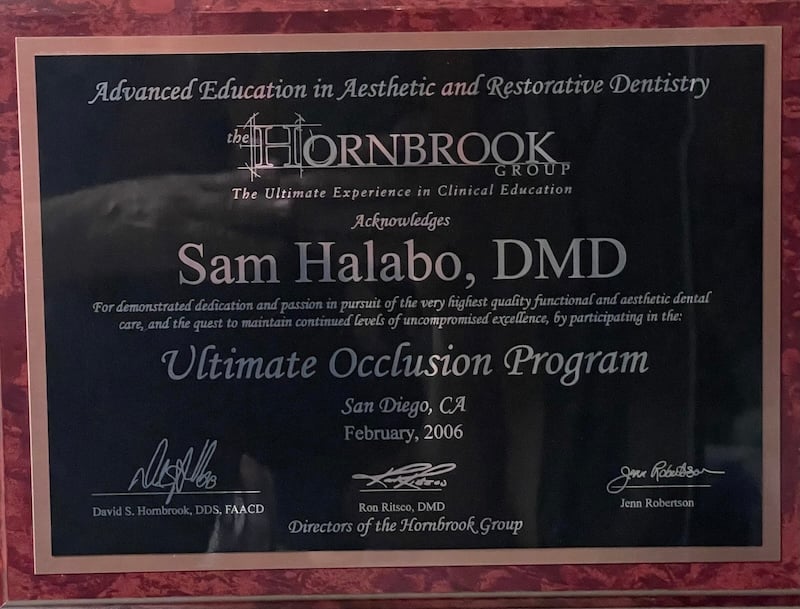 Advanced Education in Aesthetic and Restorative Dentistry
the HORNBROOK
GROUP
The Ultimate Experience in Clinical Education
Acknowledges
Sam Halabo, DMD
For demonstrated dedication and passion in pursuit of the very highest quality functional and aesthetic dental
care, and the quest to maintain continued levels of uncompromised excellence, by participating in the:
Ultimate Occlusion Program
San Diego, CA
February, 2006
David S. Hornbrook, DDS, FAACD
Ron Ritsco, DMD
Jenn Robertson
Jenn Robertson
Directors of the Hornbrook Group